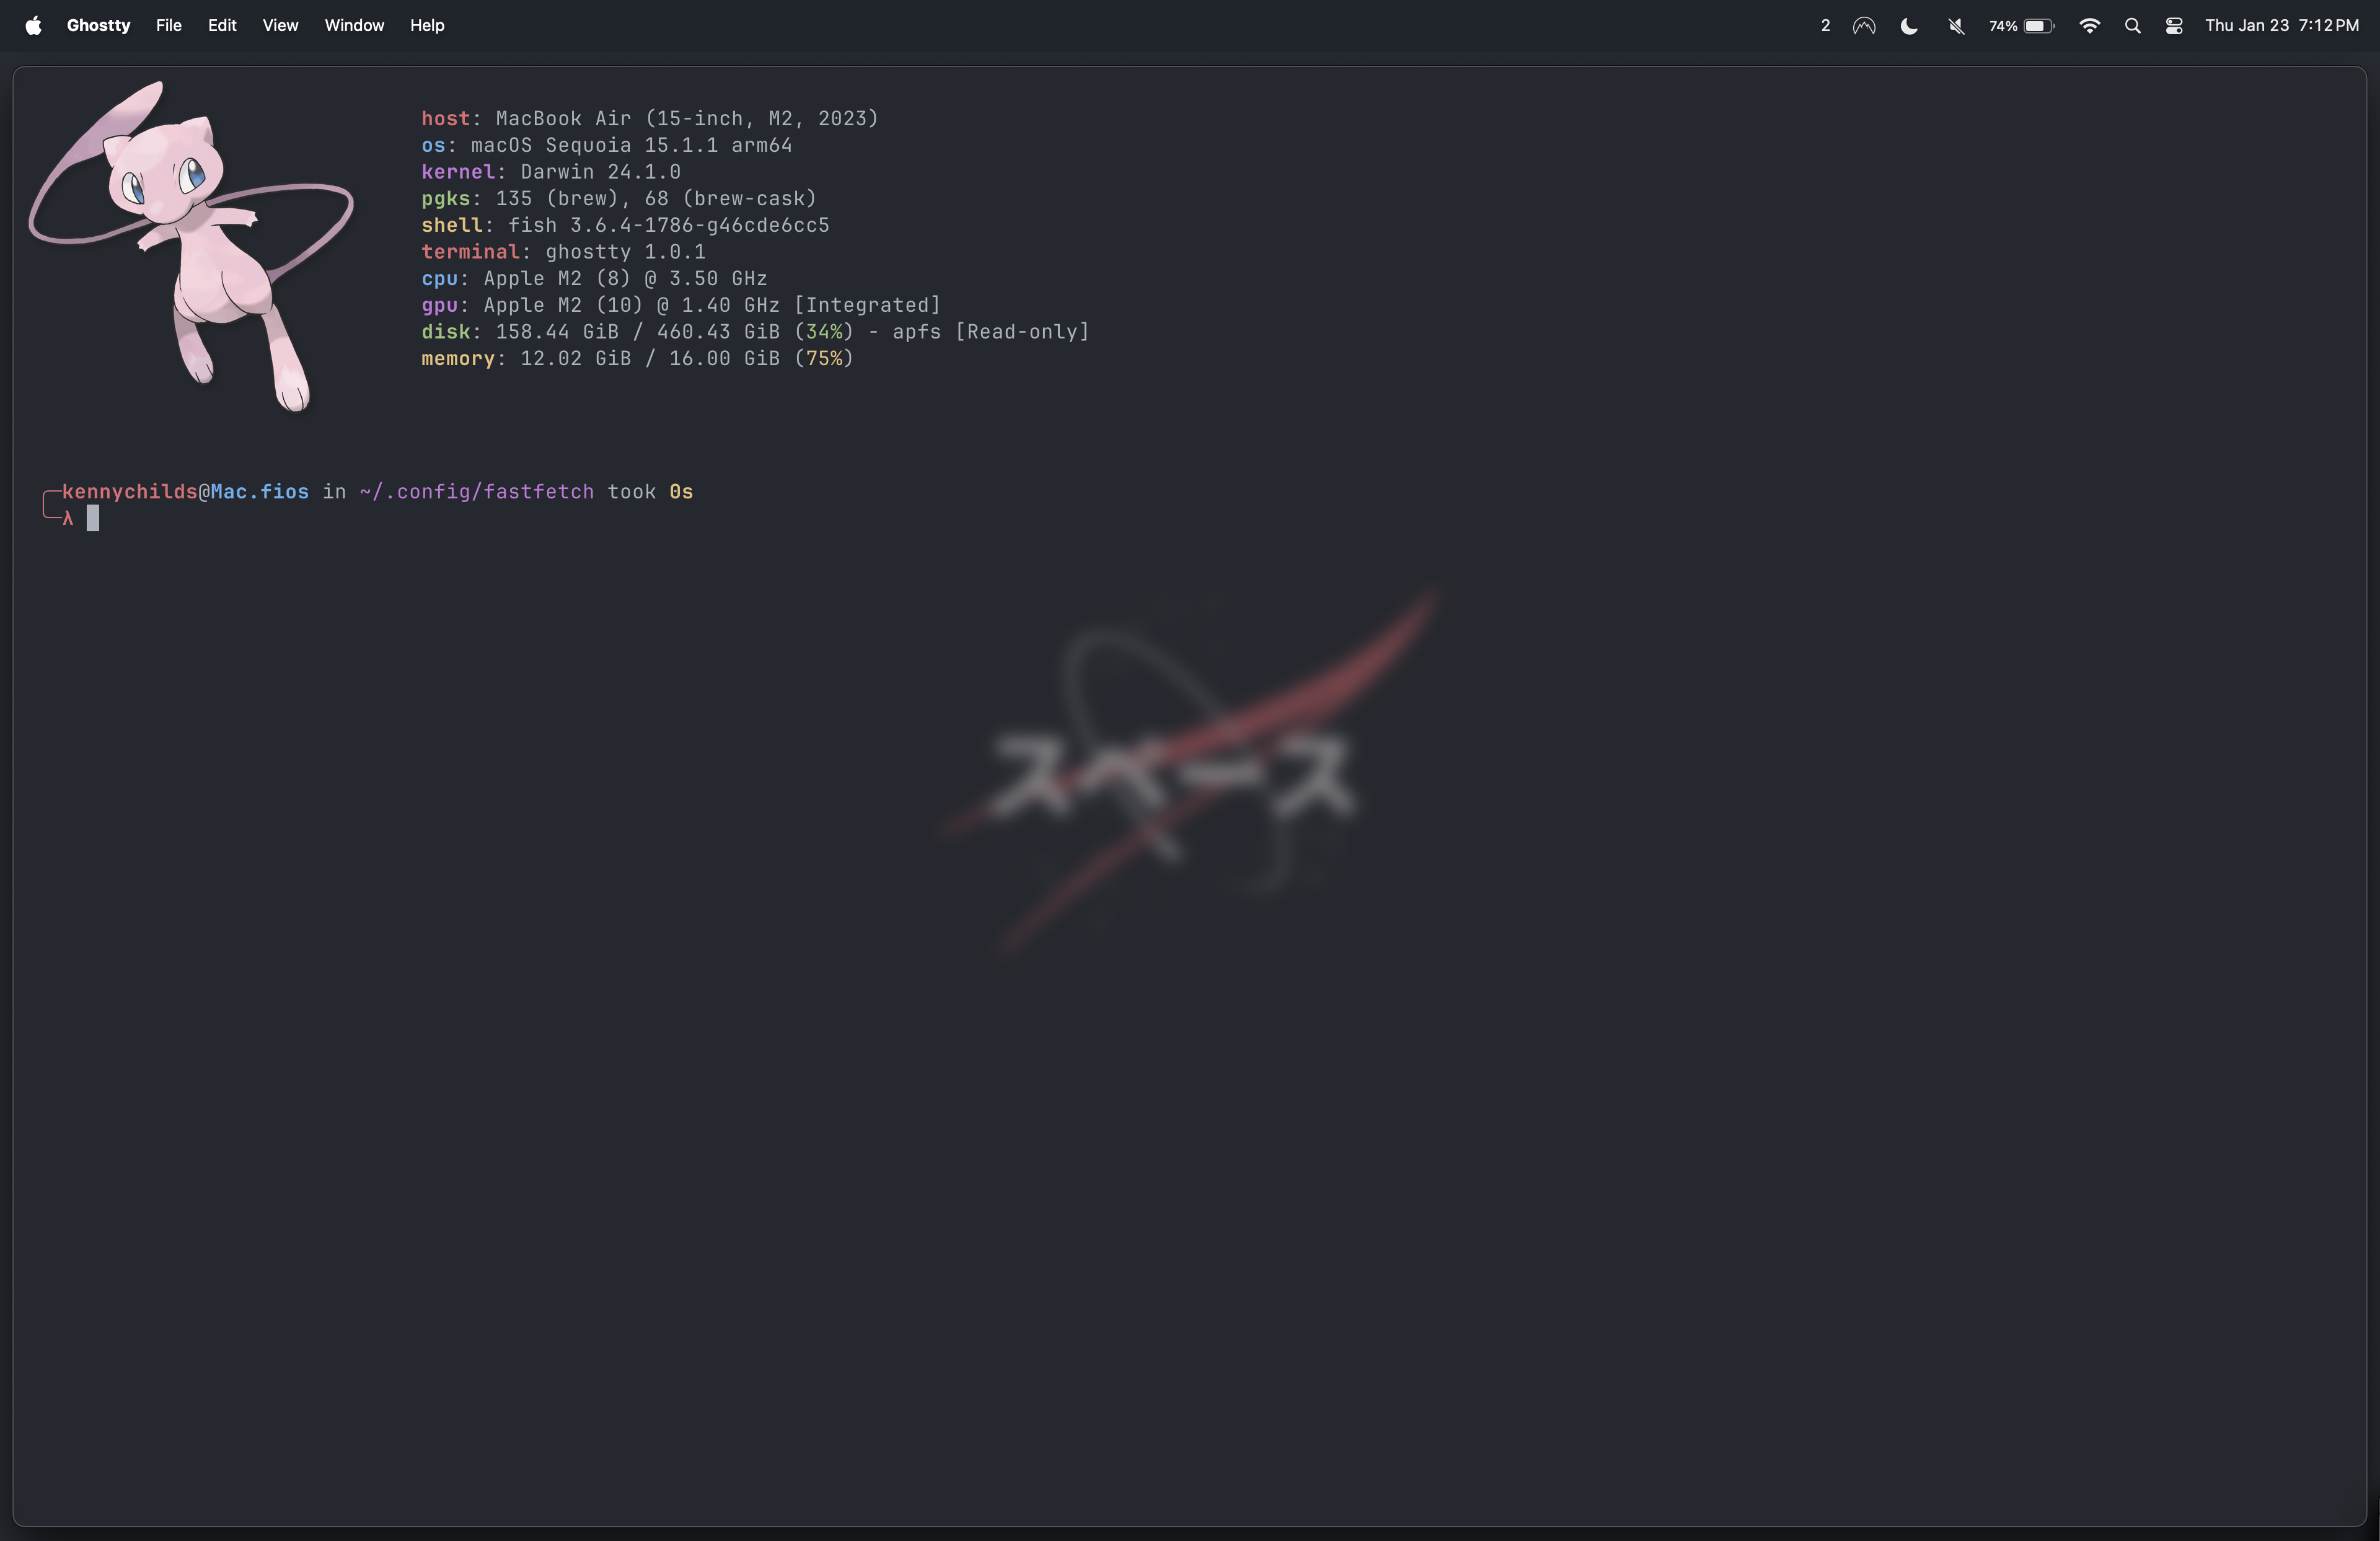 Ghostty File Edit View Window Help 2 74% Thu Jan 23 7:12 PM
host: MacBook Air (15-inch, M2, 2023)
os: macOS Sequoia 15.1.1 arm64
kernel: Darwin 24.1.0
pgks: 135 (brew), 68 (brew-cask)
shell: fish 3.6.4-1786-g46cde6cc5
terminal: ghostty 1.0.1
cpu: Apple M2 (8) @ 3.50 GHz
gpu: Apple M2 (10) @ 1.40 GHz [Integrated]
disk: 158.44 GiB / 460.43 GiB (34%) - apfs [Read-only]
memory: 12.02 GiB / 16.00 GiB (75%)
kennychilds@Mac.fios in ~/.config/fastfetch took 0s
λ
スペース